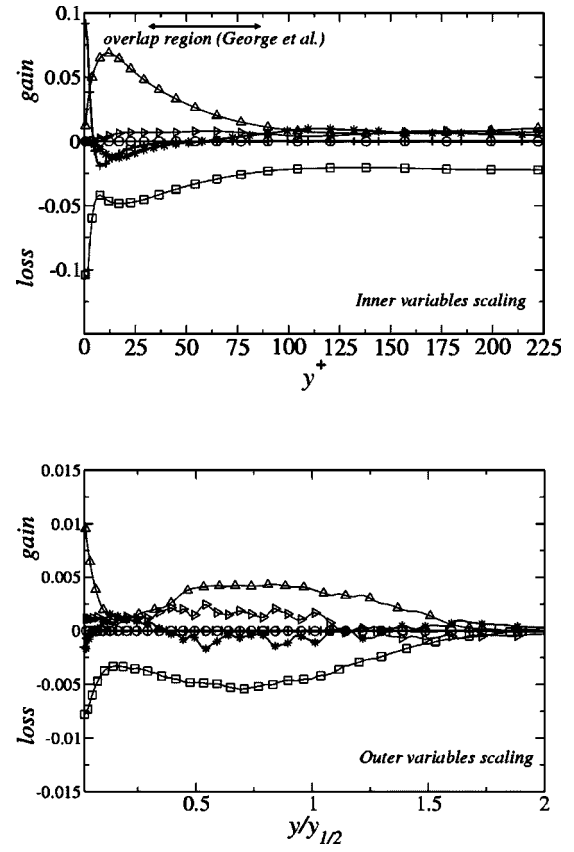 0.1
overlap region (George et al.)
gain
0.05
0
-0.05
loss
-0.1
Inner variables scaling
0 25 50 75 100 125 150 175 200 225
y+
0.015
gain
0.01
0.005
0
-0.005
loss
-0.01
Outer variables scaling
-0.015
0.5 1 1.5 2
y/y1/2